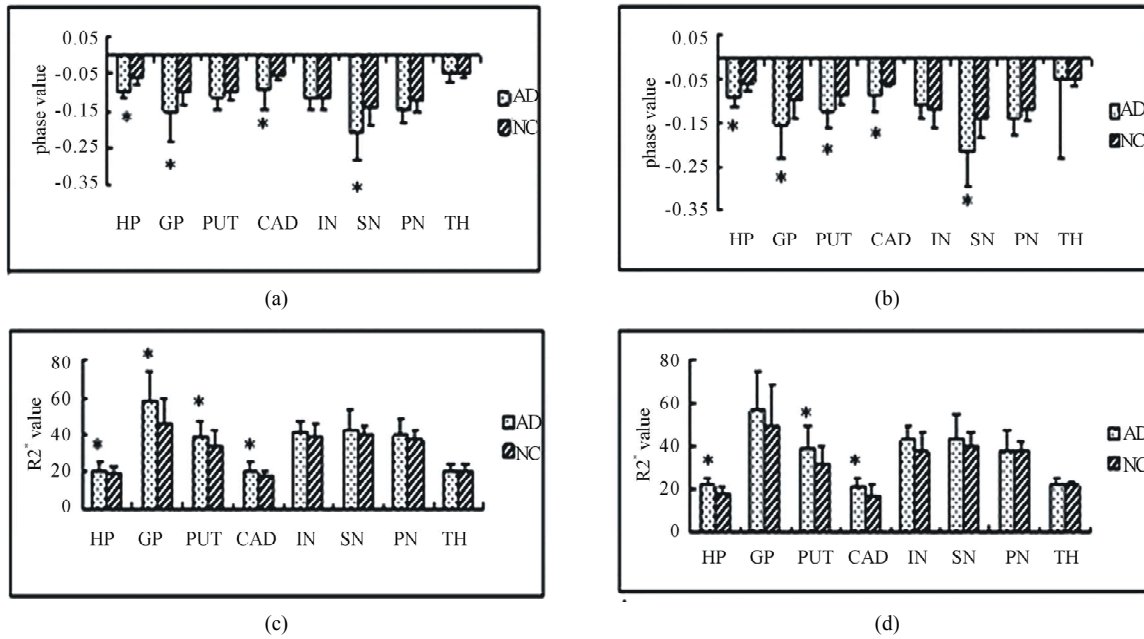 0.05
-0.05
-0.15
-0.25
-0.35
phase value
* * * *
HP GP PUT CAD IN SN PN TH
AD
NC
(a)
0.05
-0.05
-0.15
-0.25
-0.35
phase value
* * * * *
HP GP PUT CAD IN SN PN TH
AD
NC
(b)
80
60
40
20
0
R2* value
* * * *
HP GP PUT CAD IN SN PN TH
AD
NC
(c)
80
60
40
20
0
R2* value
* * *
HP GP PUT CAD IN SN PN TH
AD
NC
(d)